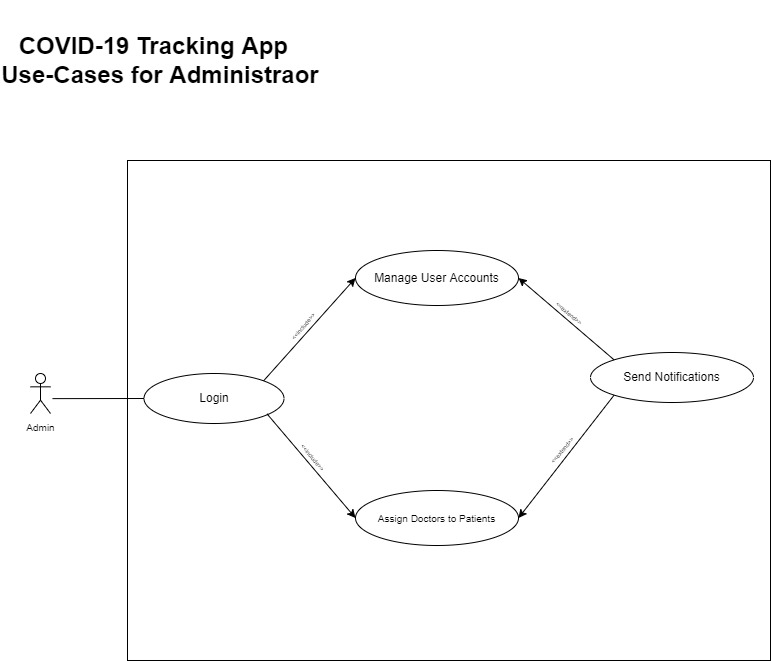 COVID-19 Tracking App
Use-Cases for Administraor
Manage User Accounts
<<include>>
<<extend>>
Send Notifications
Login
Admin
<<include>>
<<extend>>
Assign Doctors to Patients